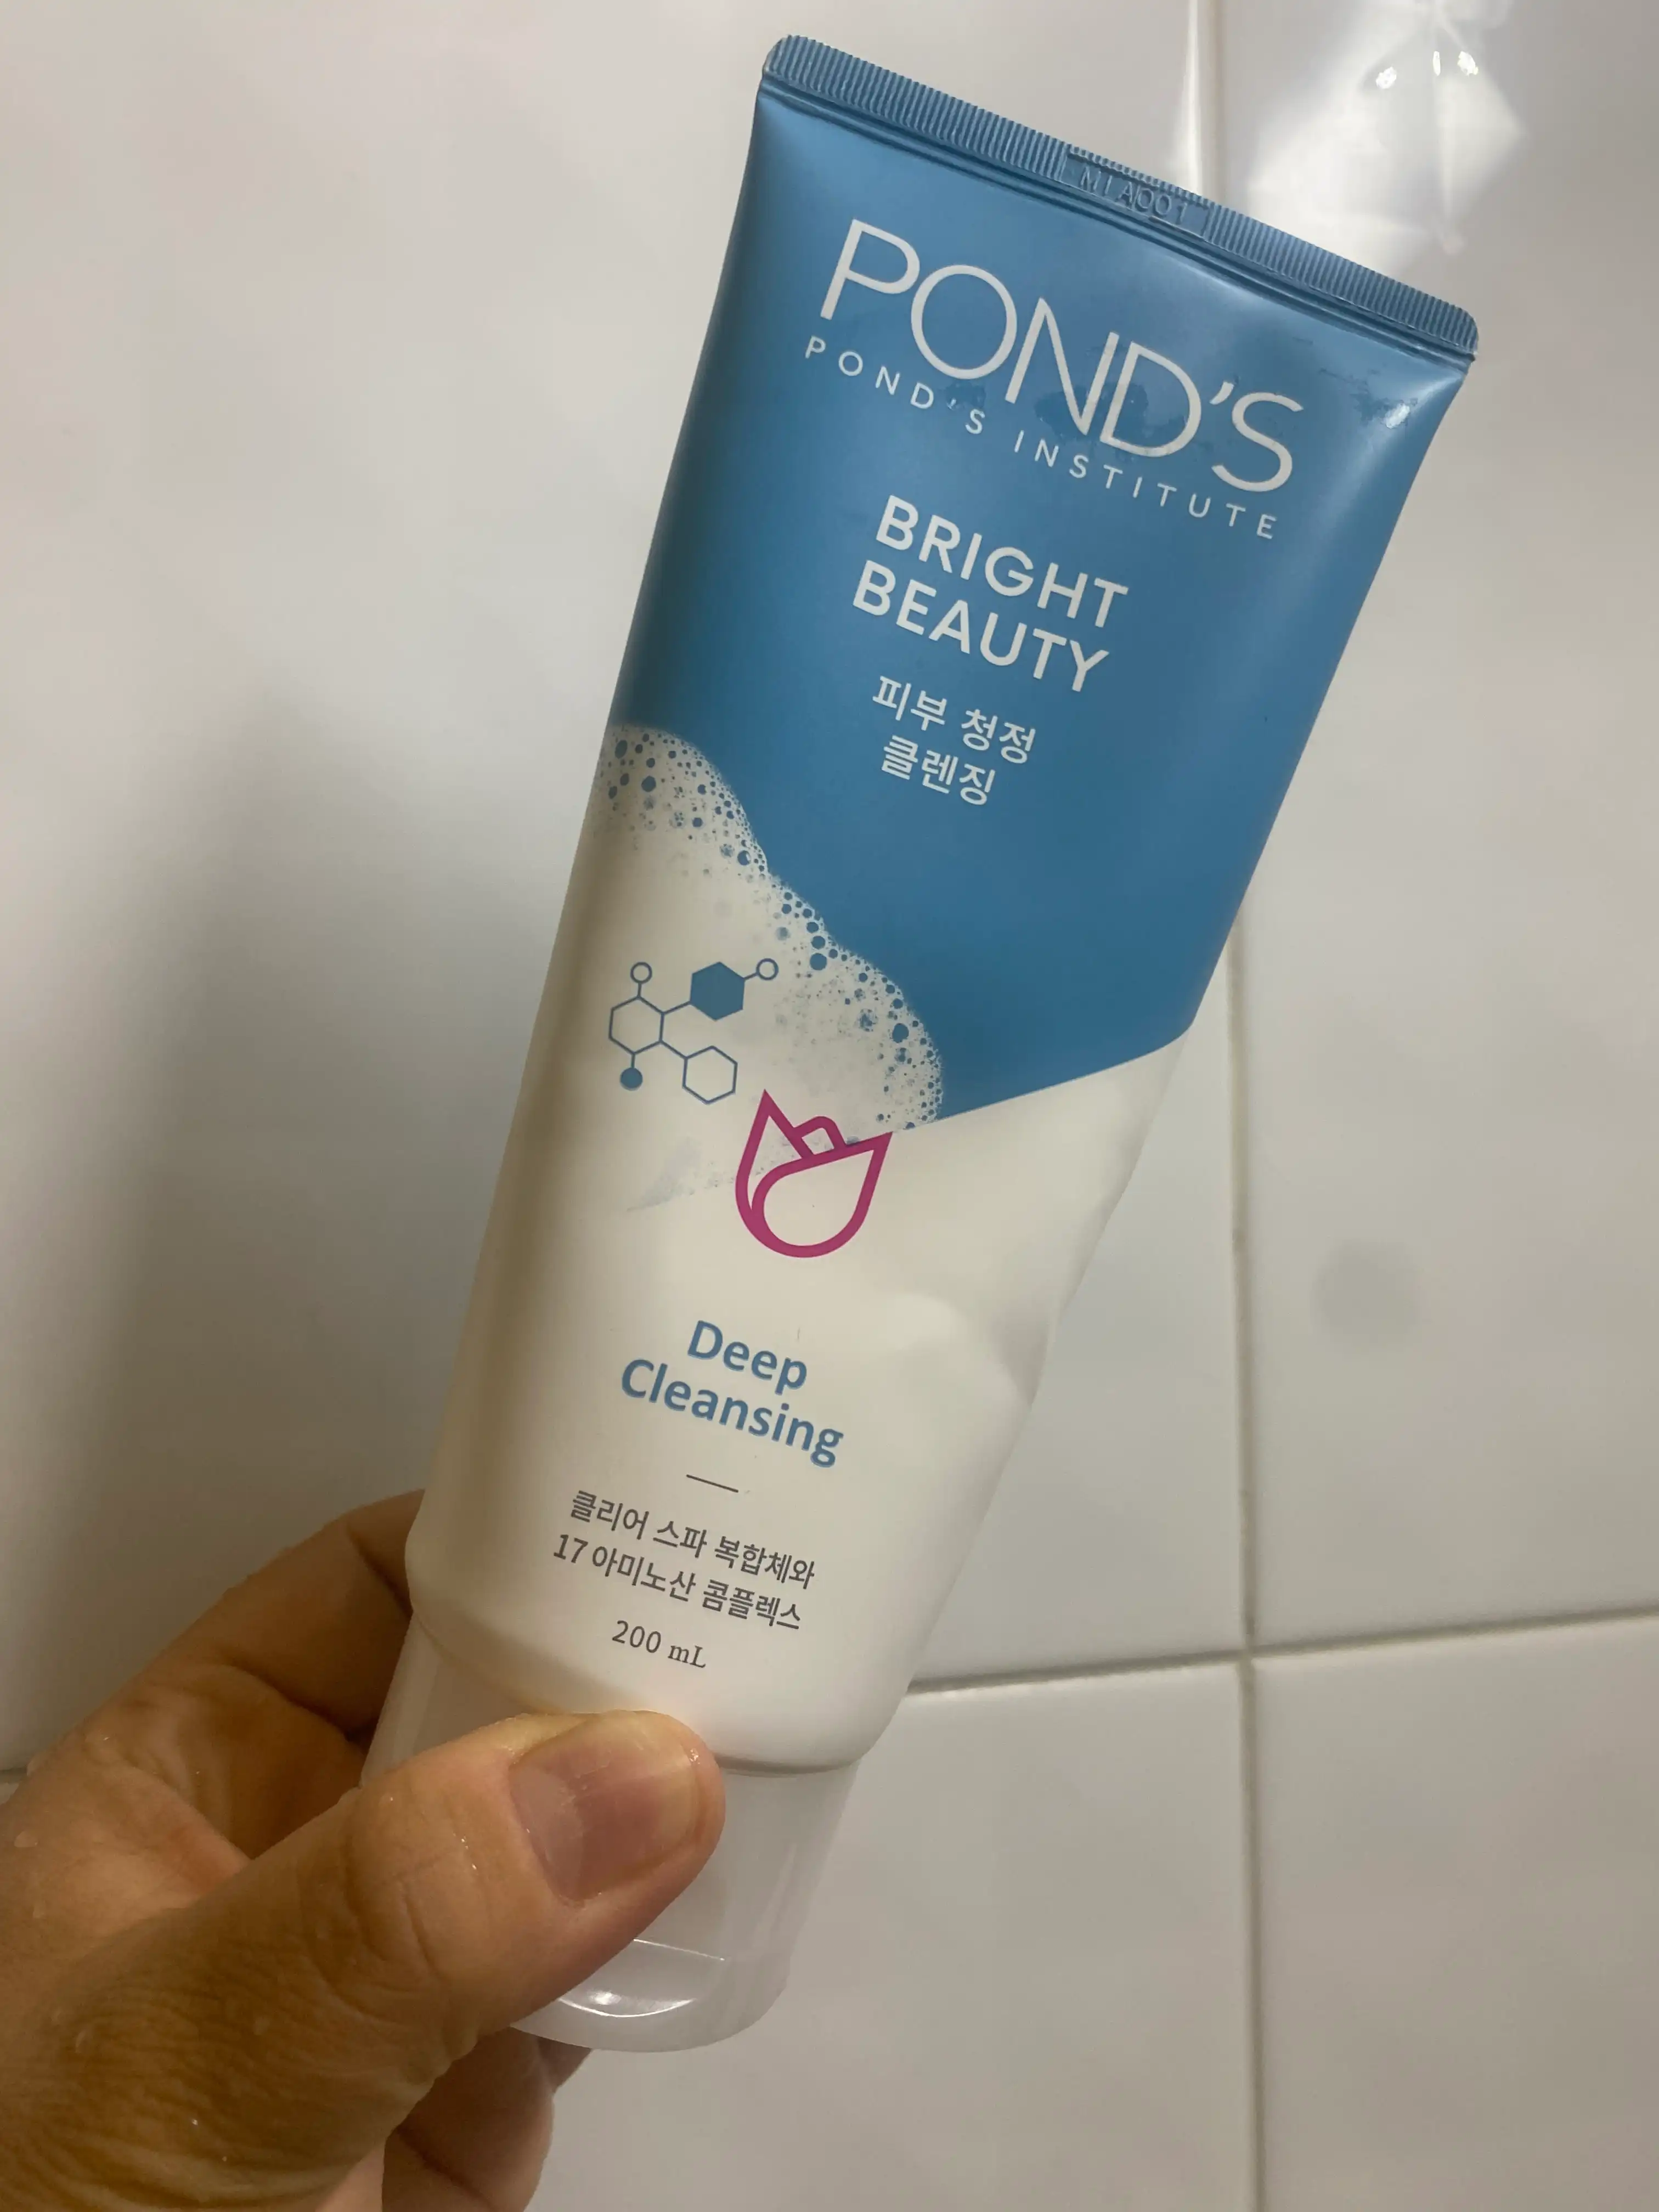 M1A001
POND'S
POND'S INSTITUTE
BRIGHT
BEAUTY
피부 청정
클렌징
Deep
Cleansing
클리어 스파 복합체와
17 아미노산 콤플렉스
200 mL